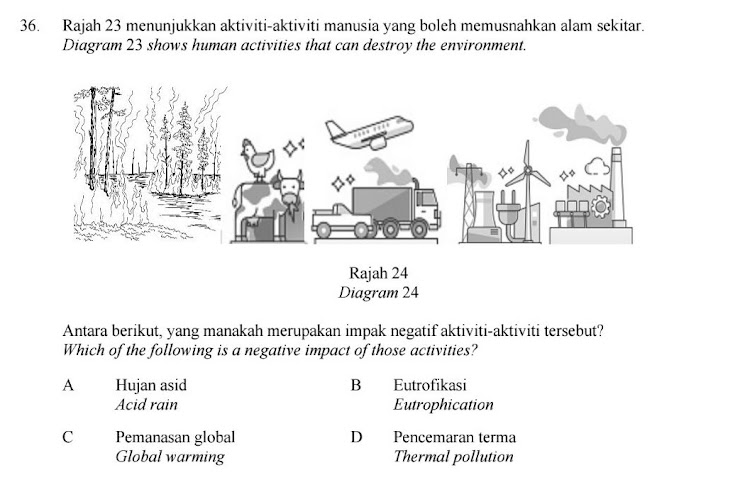 36. Rajah 23 menunjukkan aktiviti-aktiviti manusia yang boleh memusnahkan alam sekitar.
Diagram 23 shows human activities that can destroy the environment.
Rajah 24
Diagram 24
Antara berikut, yang manakah merupakan impak negatif aktiviti-aktiviti tersebut?
Which of the following is a negative impact of those activities?
A Hujan asid B Eutrofikasi
Acid rain Eutrophication
C Pemanasan global D Pencemaran terma
Global warming Thermal pollution